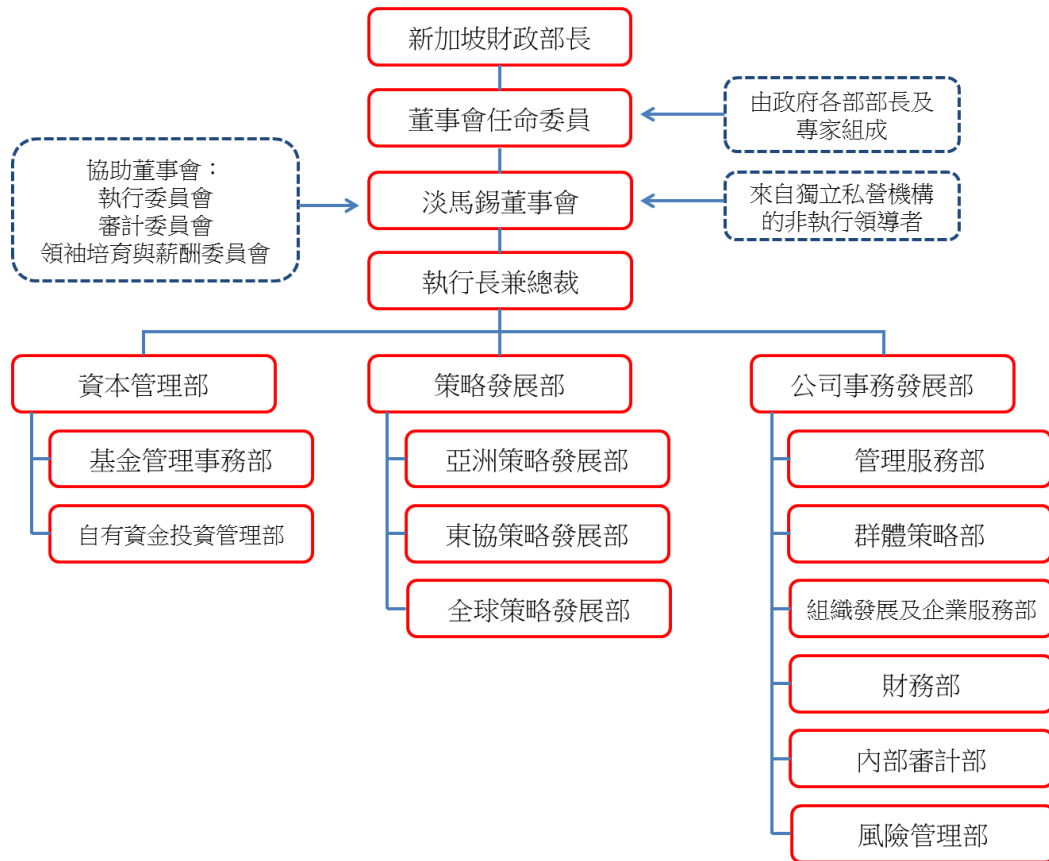 新加坡財政部長
董事會任命委員
由政府各部部長及
專家組成
協助董事會：
執行委員會
審計委員會
領袖培育與薪酬委員會
淡馬錫董事會
來自獨立私營機構
的非執行領導者
執行長兼總裁
資本管理部
策略發展部
公司事務發展部
基金管理事務部
亞洲策略發展部
管理服務部
自有資金投資管理部
東協策略發展部
群體策略部
全球策略發展部
組織發展及企業服務部
財務部
內部審計部
風險管理部